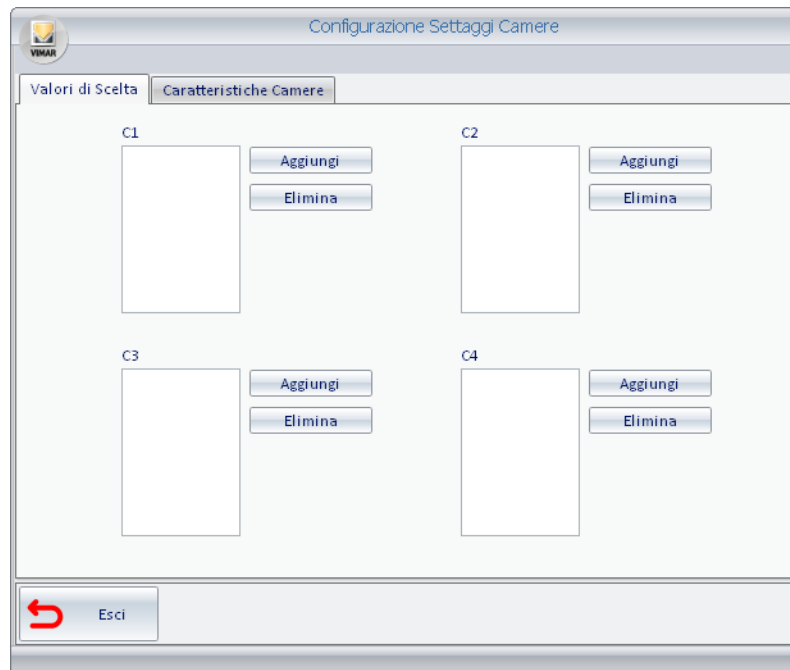 Configurazione Settaggi Camere
VIMAR
Valori di Scelta Caratteristiche Camere
C1 C2
Aggiungi Aggiungi
Elimina Elimina
C3 C4
Aggiungi Aggiungi
Elimina Elimina
Esci